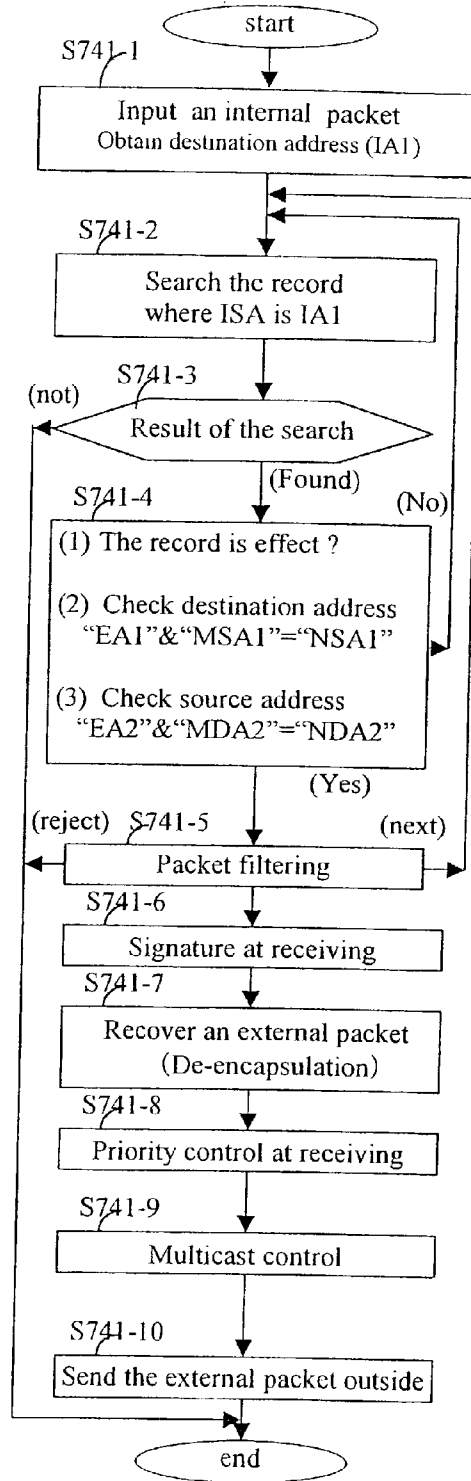 start
S741-1
Input an internal packet
Obtain destination address (IA1)
S741-2
Search the record
where ISA is IA1
S741-3
(not)
Result of the search
(Found)
S741-4
(No)
(1) The record is effect ?
(2) Check destination address
“EA1”&“MSA1”=“NSA1”
(3) Check source address
“EA2”&“MDA2”=“NDA2”
(Yes)
(reject)
S741-5
(next)
Packet filtering
S741-6
Signature at receiving
S741-7
Recover an external packet
(De-encapsulation)
S741-8
Priority control at receiving
S741-9
Multicast control
S741-10
Send the external packet outside
end